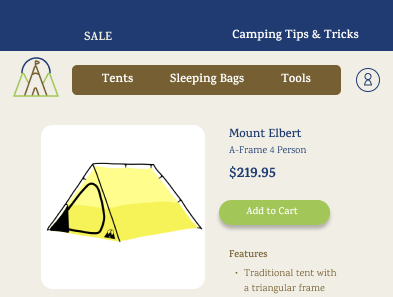 SALE
Camping Tips & Tricks
Tents
Sleeping Bags
Tools
Mount Elbert
A-Frame 4 Person
$219.95
Add to Cart
Features
• Traditional tent with
a triangular frame